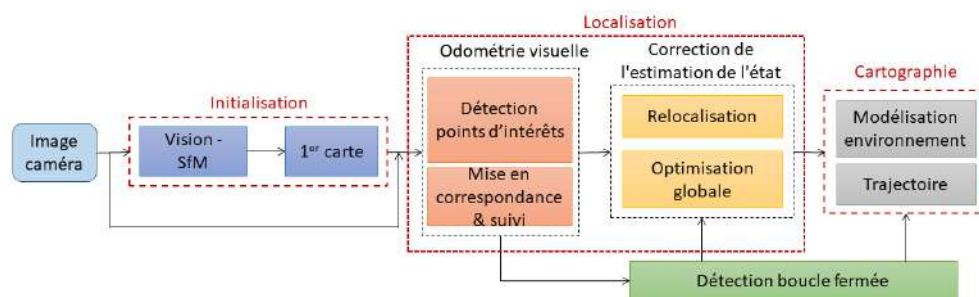 Localisation
Odométrie visuelle
Correction de
l'estimation de l'état
Cartographie
Initialisation
Image
caméra
Vision -
SfM
1er carte
Détection
points d'intérêts
Mise en
correspondance
& suivi
Relocalisation
Optimisation
globale
Modélisation
environnement
Trajectoire
Détection boucle fermée